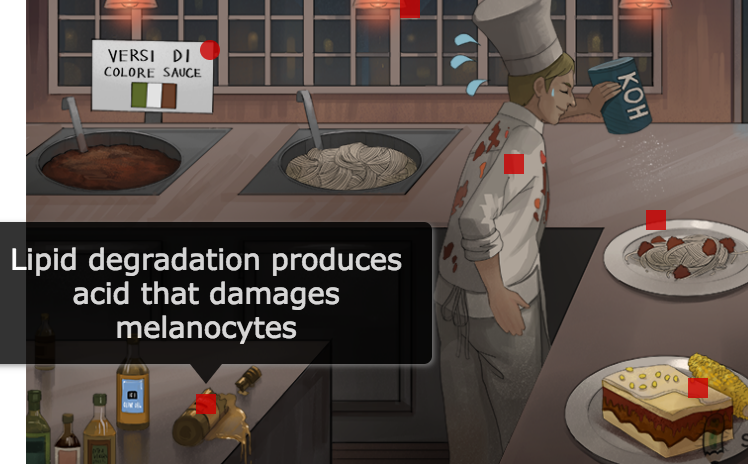 VERSI DI
COLORE SAUCE
KOH
Lipid degradation produces
acid that damages
melanocytes